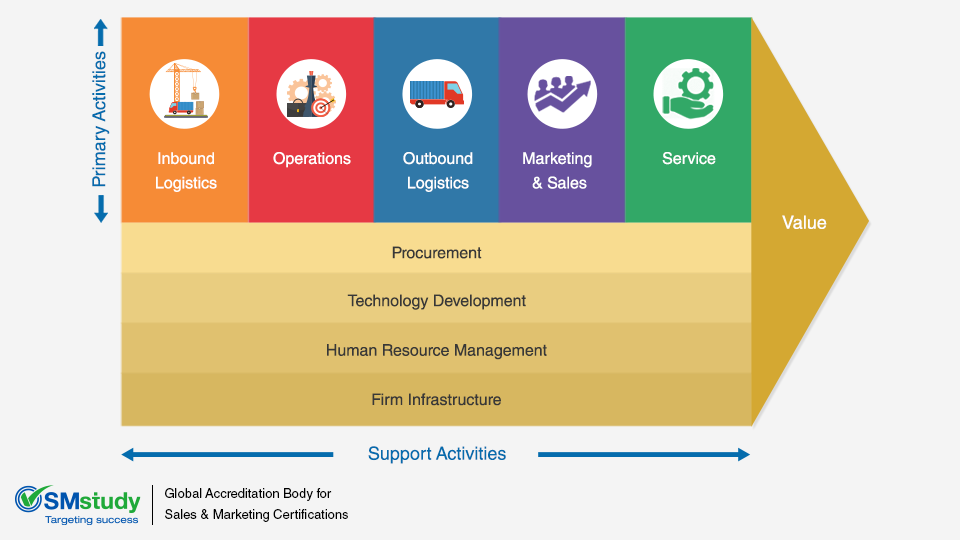 Primary Activities
Inbound
Logistics
Operations
Outbound
Logistics
Marketing
& Sales
Service
Value
Procurement
Technology Development
Human Resource Management
Firm Infrastructure
Support Activities
SMstudy
Targeting success
Global Accreditation Body for
Sales & Marketing Certifications